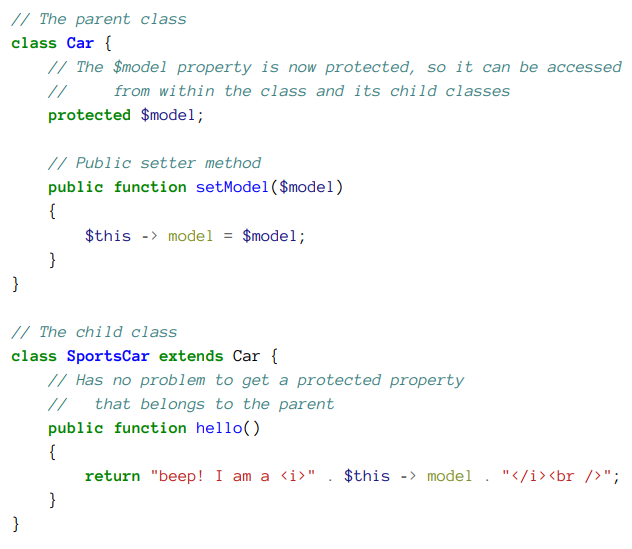 // The parent class
class Car {
    // The $model property is now protected, so it can be accessed
    //     from within the class and its child classes
    protected $model;

    // Public setter method
    public function setModel($model)
    {
        $this -> model = $model;
    }
}

// The child class
class SportsCar extends Car {
    // Has no problem to get a protected property
    //   that belongs to the parent
    public function hello()
    {
        return "beep! I am a <i>" . $this -> model . "</i><br />";
    }
}